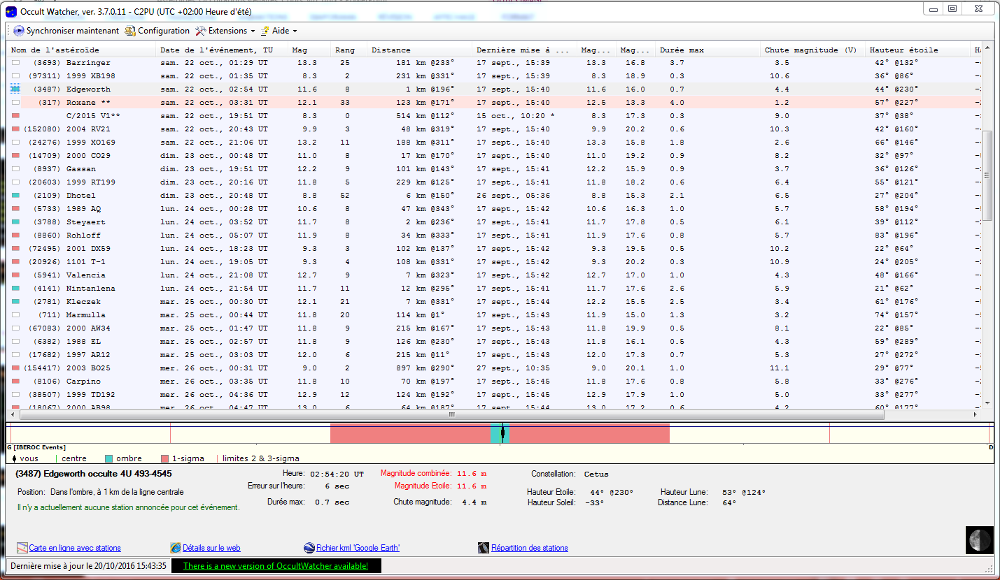 Occult Watcher, ver. 3.7.0.11 - C2PU (UTC +02:00 Heure d'été)
Synchroniser maintenant Configuration Extensions Aide
Nom de l'astéroïde Date de l'événement, TU Mag Rang Distance Dernière mise à ... Mag... Mag... Durée max Chute magnitude (V) Hauteur étoile
(3693) Barringer sam. 22 oct., 01:29 UT 13.3 25 181 km @233° 17 sept., 15:39 13.3 16.8 3.7 3.5 42° @132°
(97311) 1999 XB198 sam. 22 oct., 01:35 UT 8.3 2 231 km @331° 17 sept., 15:39 8.3 18.9 0.3 10.6 36° @86°
(3487) Edgeworth sam. 22 oct., 02:54 UT 11.6 8 1 km @196° 17 sept., 15:40 11.6 16.0 0.7 4.4 44° @230°
(317) Roxane ** sam. 22 oct., 03:31 UT 12.1 33 123 km @171° 17 sept., 15:40 12.5 13.3 4.0 1.2 57° @227°
C/2015 V1** sam. 22 oct., 19:51 UT 8.3 0 514 km @112° 15 oct., 10:20 * 8.3 17.3 0.3 9.0 37° @38°
(152080) 2004 RV21 sam. 22 oct., 20:43 UT 9.9 3 48 km @319° 17 sept., 15:40 9.9 20.2 0.6 10.3 42° @160°
(24276) 1999 XO169 sam. 22 oct., 21:06 UT 13.2 11 188 km @311° 17 sept., 15:40 13.3 15.8 1.8 2.6 66° @146°
(14709) 2000 CO29 dim. 23 oct., 00:48 UT 11.0 8 17 km @170° 17 sept., 15:40 11.0 19.2 0.9 8.2 32° @97°
(8937) Gassan dim. 23 oct., 19:51 UT 12.2 9 101 km @143° 17 sept., 15:41 12.2 15.9 0.9 3.7 36° @126°
(20603) 1999 RT199 dim. 23 oct., 20:16 UT 11.8 5 229 km @125° 17 sept., 15:41 11.8 18.2 0.6 6.4 55° @121°
(2109) Dhotel dim. 23 oct., 20:48 UT 8.8 52 6 km @150° 26 sept., 05:36 8.8 15.3 2.1 6.5 27° @204°
(5733) 1989 AQ lun. 24 oct., 00:28 UT 10.6 8 47 km @343° 17 sept., 15:42 10.6 16.3 1.0 5.7 58° @194°
(3788) Steyaert lun. 24 oct., 03:52 UT 11.7 8 2 km @236° 17 sept., 15:41 11.7 17.8 0.5 6.1 39° @112°
(8860) Rohloff lun. 24 oct., 05:07 UT 11.9 8 34 km @333° 17 sept., 15:41 11.9 17.6 0.8 5.7 83° @196°
(72495) 2001 DX59 lun. 24 oct., 18:23 UT 9.3 3 102 km @137° 17 sept., 15:42 9.3 19.5 0.5 10.2 22° @64°
(20926) 1101 T-1 lun. 24 oct., 19:05 UT 9.3 4 108 km @331° 17 sept., 15:42 9.3 20.2 0.3 10.9 24° @205°
(5941) Valencia lun. 24 oct., 21:08 UT 12.7 9 7 km @323° 17 sept., 15:42 12.7 17.0 1.0 4.3 48° @166°
(4141) Nintanlena lun. 24 oct., 21:54 UT 11.7 11 12 km @295° 17 sept., 15:41 11.7 17.6 2.6 5.9 21° @62°
(2781) Kleczek mar. 25 oct., 00:30 UT 12.1 21 7 km @331° 17 sept., 15:44 12.2 15.5 2.5 3.4 61° @176°
(711) Marmulla mar. 25 oct., 00:44 UT 11.8 20 114 km @1° 17 sept., 15:43 11.9 15.0 1.3 3.2 74° @157°
(67083) 2000 AW34 mar. 25 oct., 01:47 UT 11.8 9 215 km @167° 17 sept., 15:43 11.8 19.9 0.5 8.1 22° @85°
(6382) 1988 EL mar. 25 oct., 02:57 UT 11.8 9 126 km @230° 17 sept., 15:43 11.8 16.1 0.5 4.3 59° @289°
(17682) 1997 AR12 mar. 25 oct., 03:03 UT 12.0 6 215 km @11° 17 sept., 15:43 12.0 17.3 0.7 5.3 27° @272°
(154417) 2003 BO25 mer. 26 oct., 00:31 UT 9.0 2 897 km @290° 27 sept., 10:35 9.0 20.1 1.0 11.1 29° @77°
(8106) Carpino mer. 26 oct., 03:35 UT 11.8 10 70 km @197° 17 sept., 15:45 11.8 17.6 0.8 5.8 33° @276°
(38507) 1999 TD192 mer. 26 oct., 04:36 UT 12.9 12 124 km @192° 17 sept., 15:45 12.9 17.9 1.0 5.0 33° @277°
(18067) 2000 AB98 mer. 26 oct., 04:47 UT 13.0 6 64 km @187° 17 sept., 15:44 13.0 17.2 0.6 4.2 60° @177°
G [IBEROC Events] D
vous centre ombre 1-sigma limites 2 & 3-sigma
(3487) Edgeworth occulte 4U 493-4545 Heure: 02:54:20 UT Magnitude combinée: 11.6 m Constellation: Cetus
Erreur sur l'heure: 6 sec Magnitude Etoile: 11.6 m
Position: Dans l'ombre, à 1 km de la ligne centrale Hauteur Etoile: 44° @230° Hauteur Lune: 53° @124°
Durée max: 0.7 sec Chute magnitude: 4.4 m Hauteur Soleil: -33° Distance Lune: 64°
Il n'y a actuellement aucune station annoncée pour cet événement.
Carte en ligne avec stations Détails sur le web Fichier kml 'Google Earth' Répartition des stations
Dernière mise à jour le 20/10/2016 15:43:35 There is a new version of OccultWatcher available!